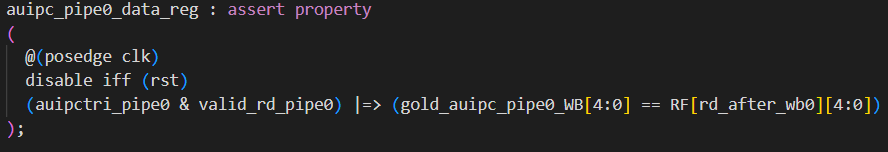 auipc_pipe0_data_reg : assert property
(
  @(posedge clk)
  disable iff (rst)
  (auipctri_pipe0 & valid_rd_pipe0) |=> (gold_auipc_pipe0_WB[4:0] == RF[rd_after_wb0][4:0])
);